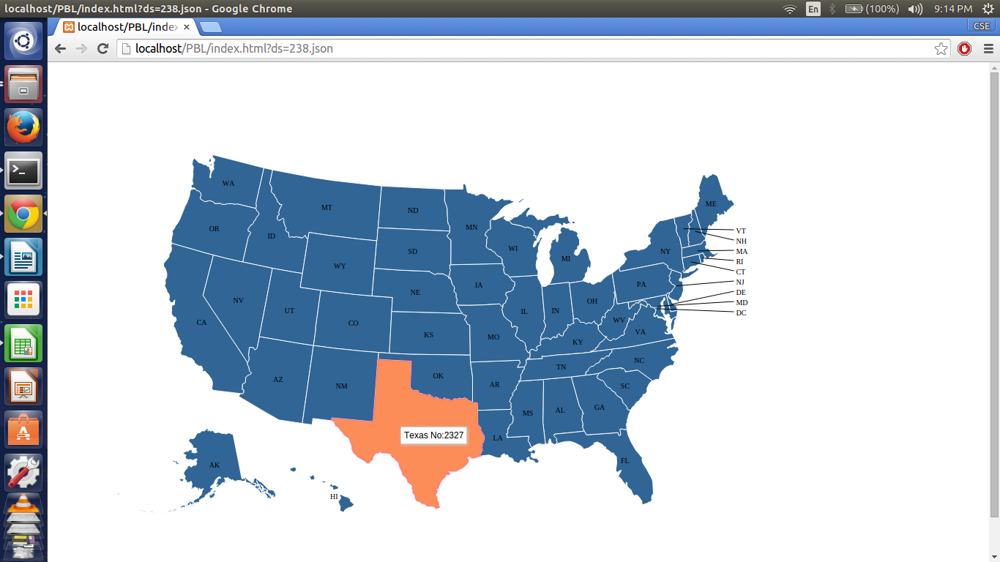 localhost/PBL/index.html?ds=238.json - Google Chrome
En
(100%)
9:14 PM
localhost/PBL/index
CSE
localhost/PBL/index.html?ds=238.json
WA
MT
ND
MN
ME
OR
ID
SD
WI
MI
NY
VT
NH
MA
RI
CT
NJ
DE
MD
DC
WY
IA
NE
PA
NV
UT
CO
IL
IN
OH
CA
KS
MO
WV
VA
KY
NC
TN
AZ
NM
OK
AR
SC
MS
AL
GA
Texas No:2327
LA
FL
AK
HI